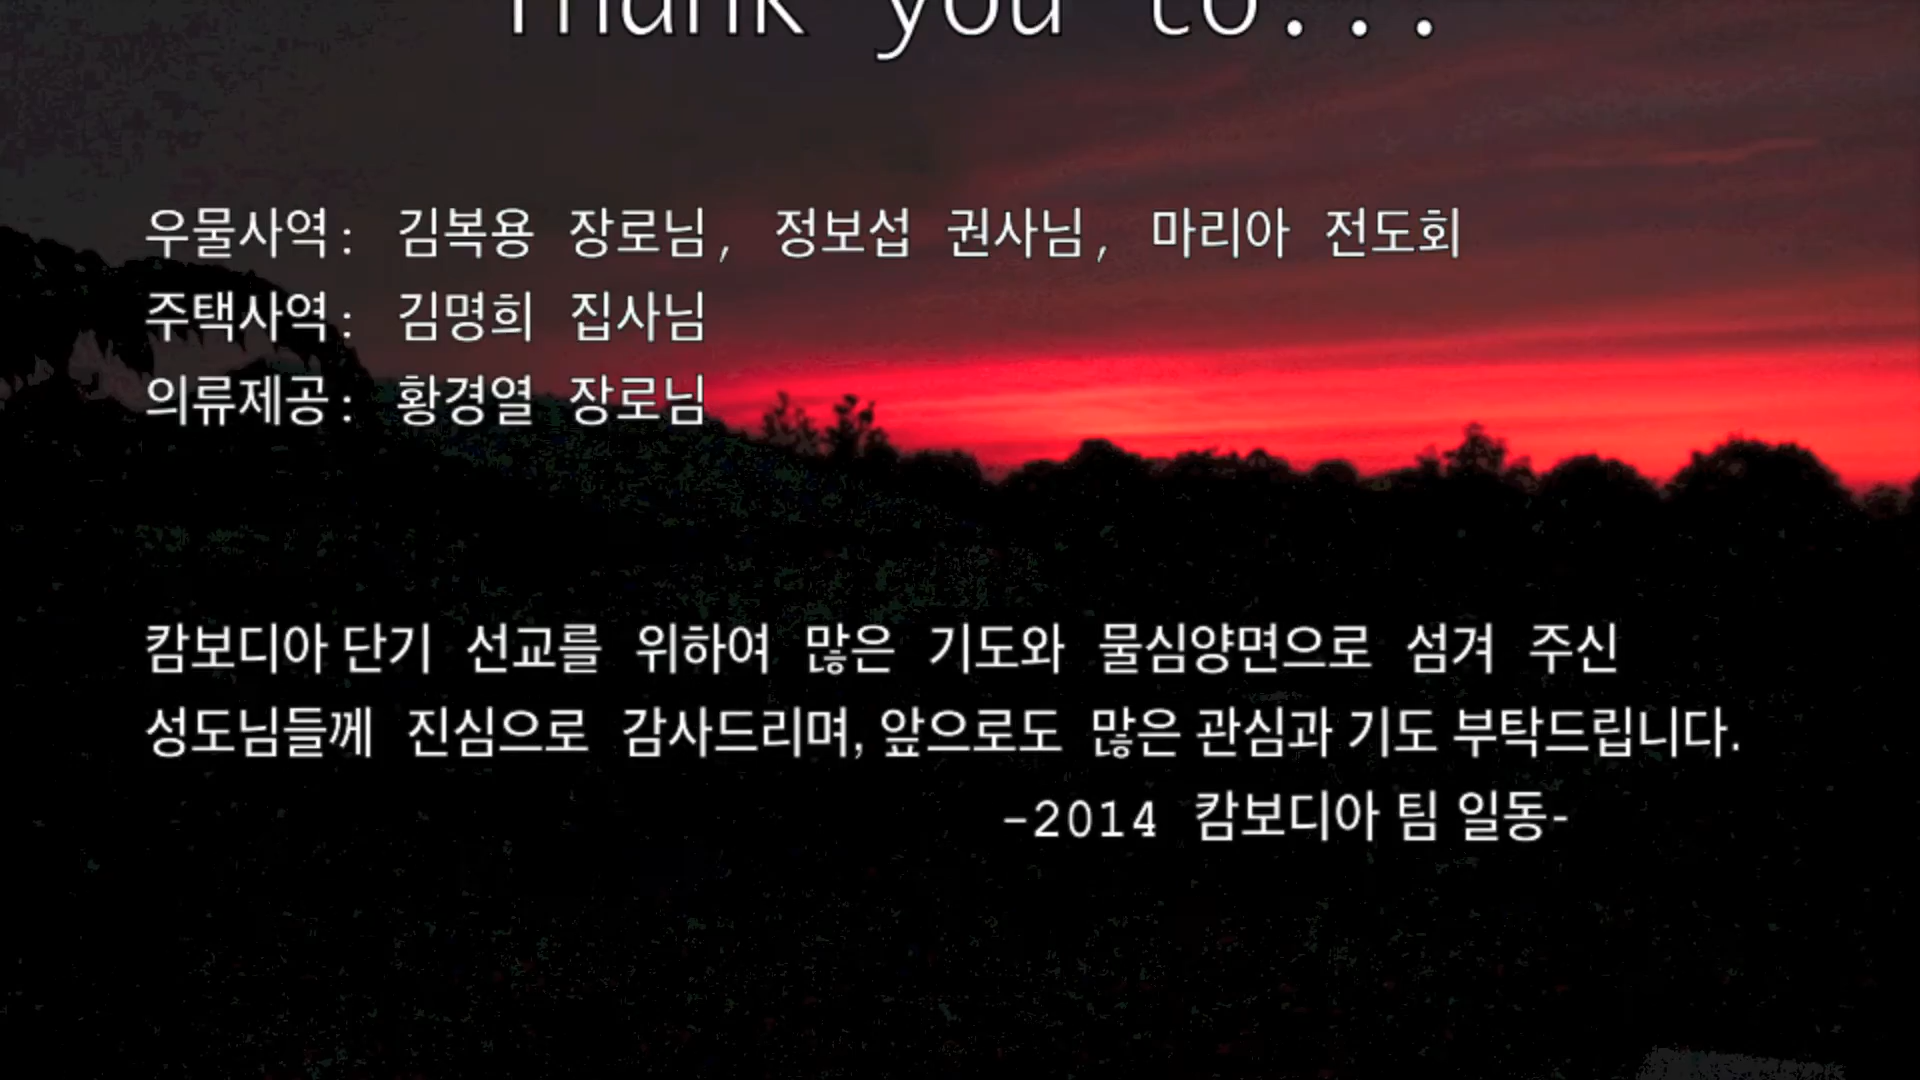 Thank you to...
우물사역: 김복용 장로님, 정보섭 권사님, 마리아 전도회
주택사역: 김명희 집사님
의류제공: 황경열 장로님
캄보디아 단기 선교를 위하여 많은 기도와 물심양면으로 섬겨 주신
성도님들께 진심으로 감사드리며, 앞으로도 많은 관심과 기도 부탁드립니다.
-2014 캄보디아 팀 일동-